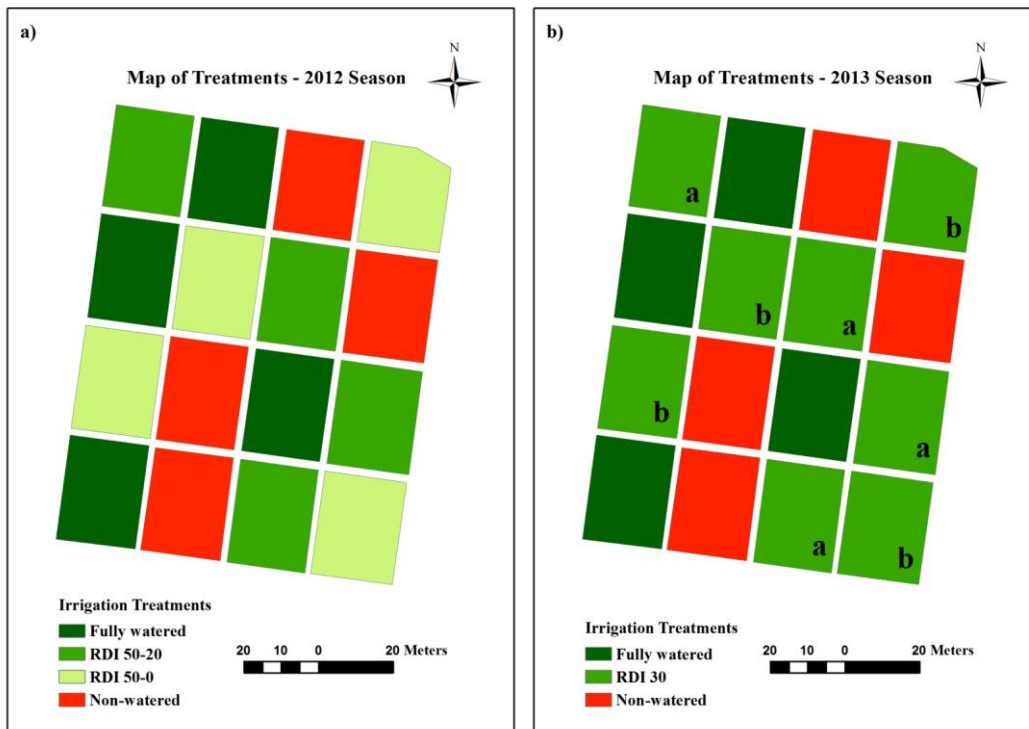 a)
N
Map of Treatments - 2012 Season
Irrigation Treatments
Fully watered
RDI 50-20
RDI 50-0
Non-watered
20 10 0 20 Meters
b)
N
Map of Treatments - 2013 Season
a
b
b
a
b
a
a
b
Irrigation Treatments
Fully watered
RDI 30
Non-watered
20 10 0 20 Meters